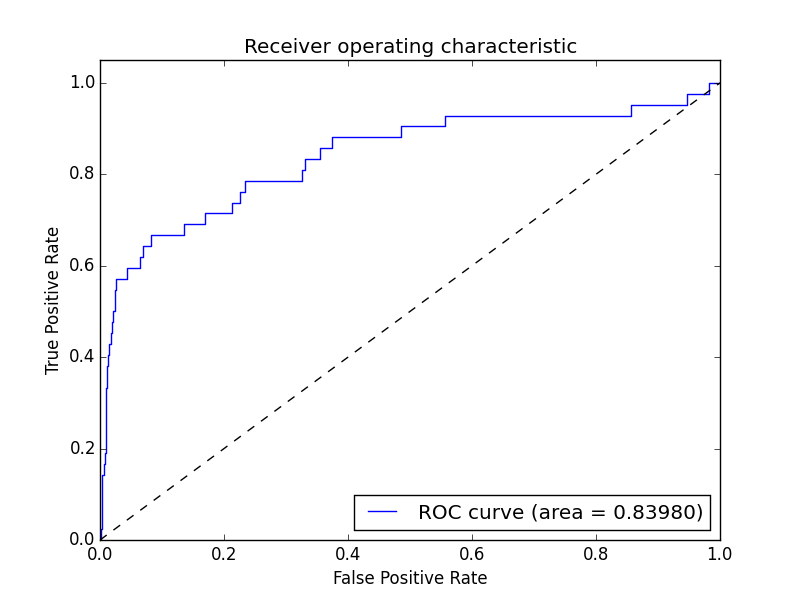 Receiver operating characteristic
True Positive Rate
1.0
0.8
0.6
0.4
0.2
0.0
ROC curve (area = 0.83980)
0.0 0.2 0.4 0.6 0.8 1.0
False Positive Rate